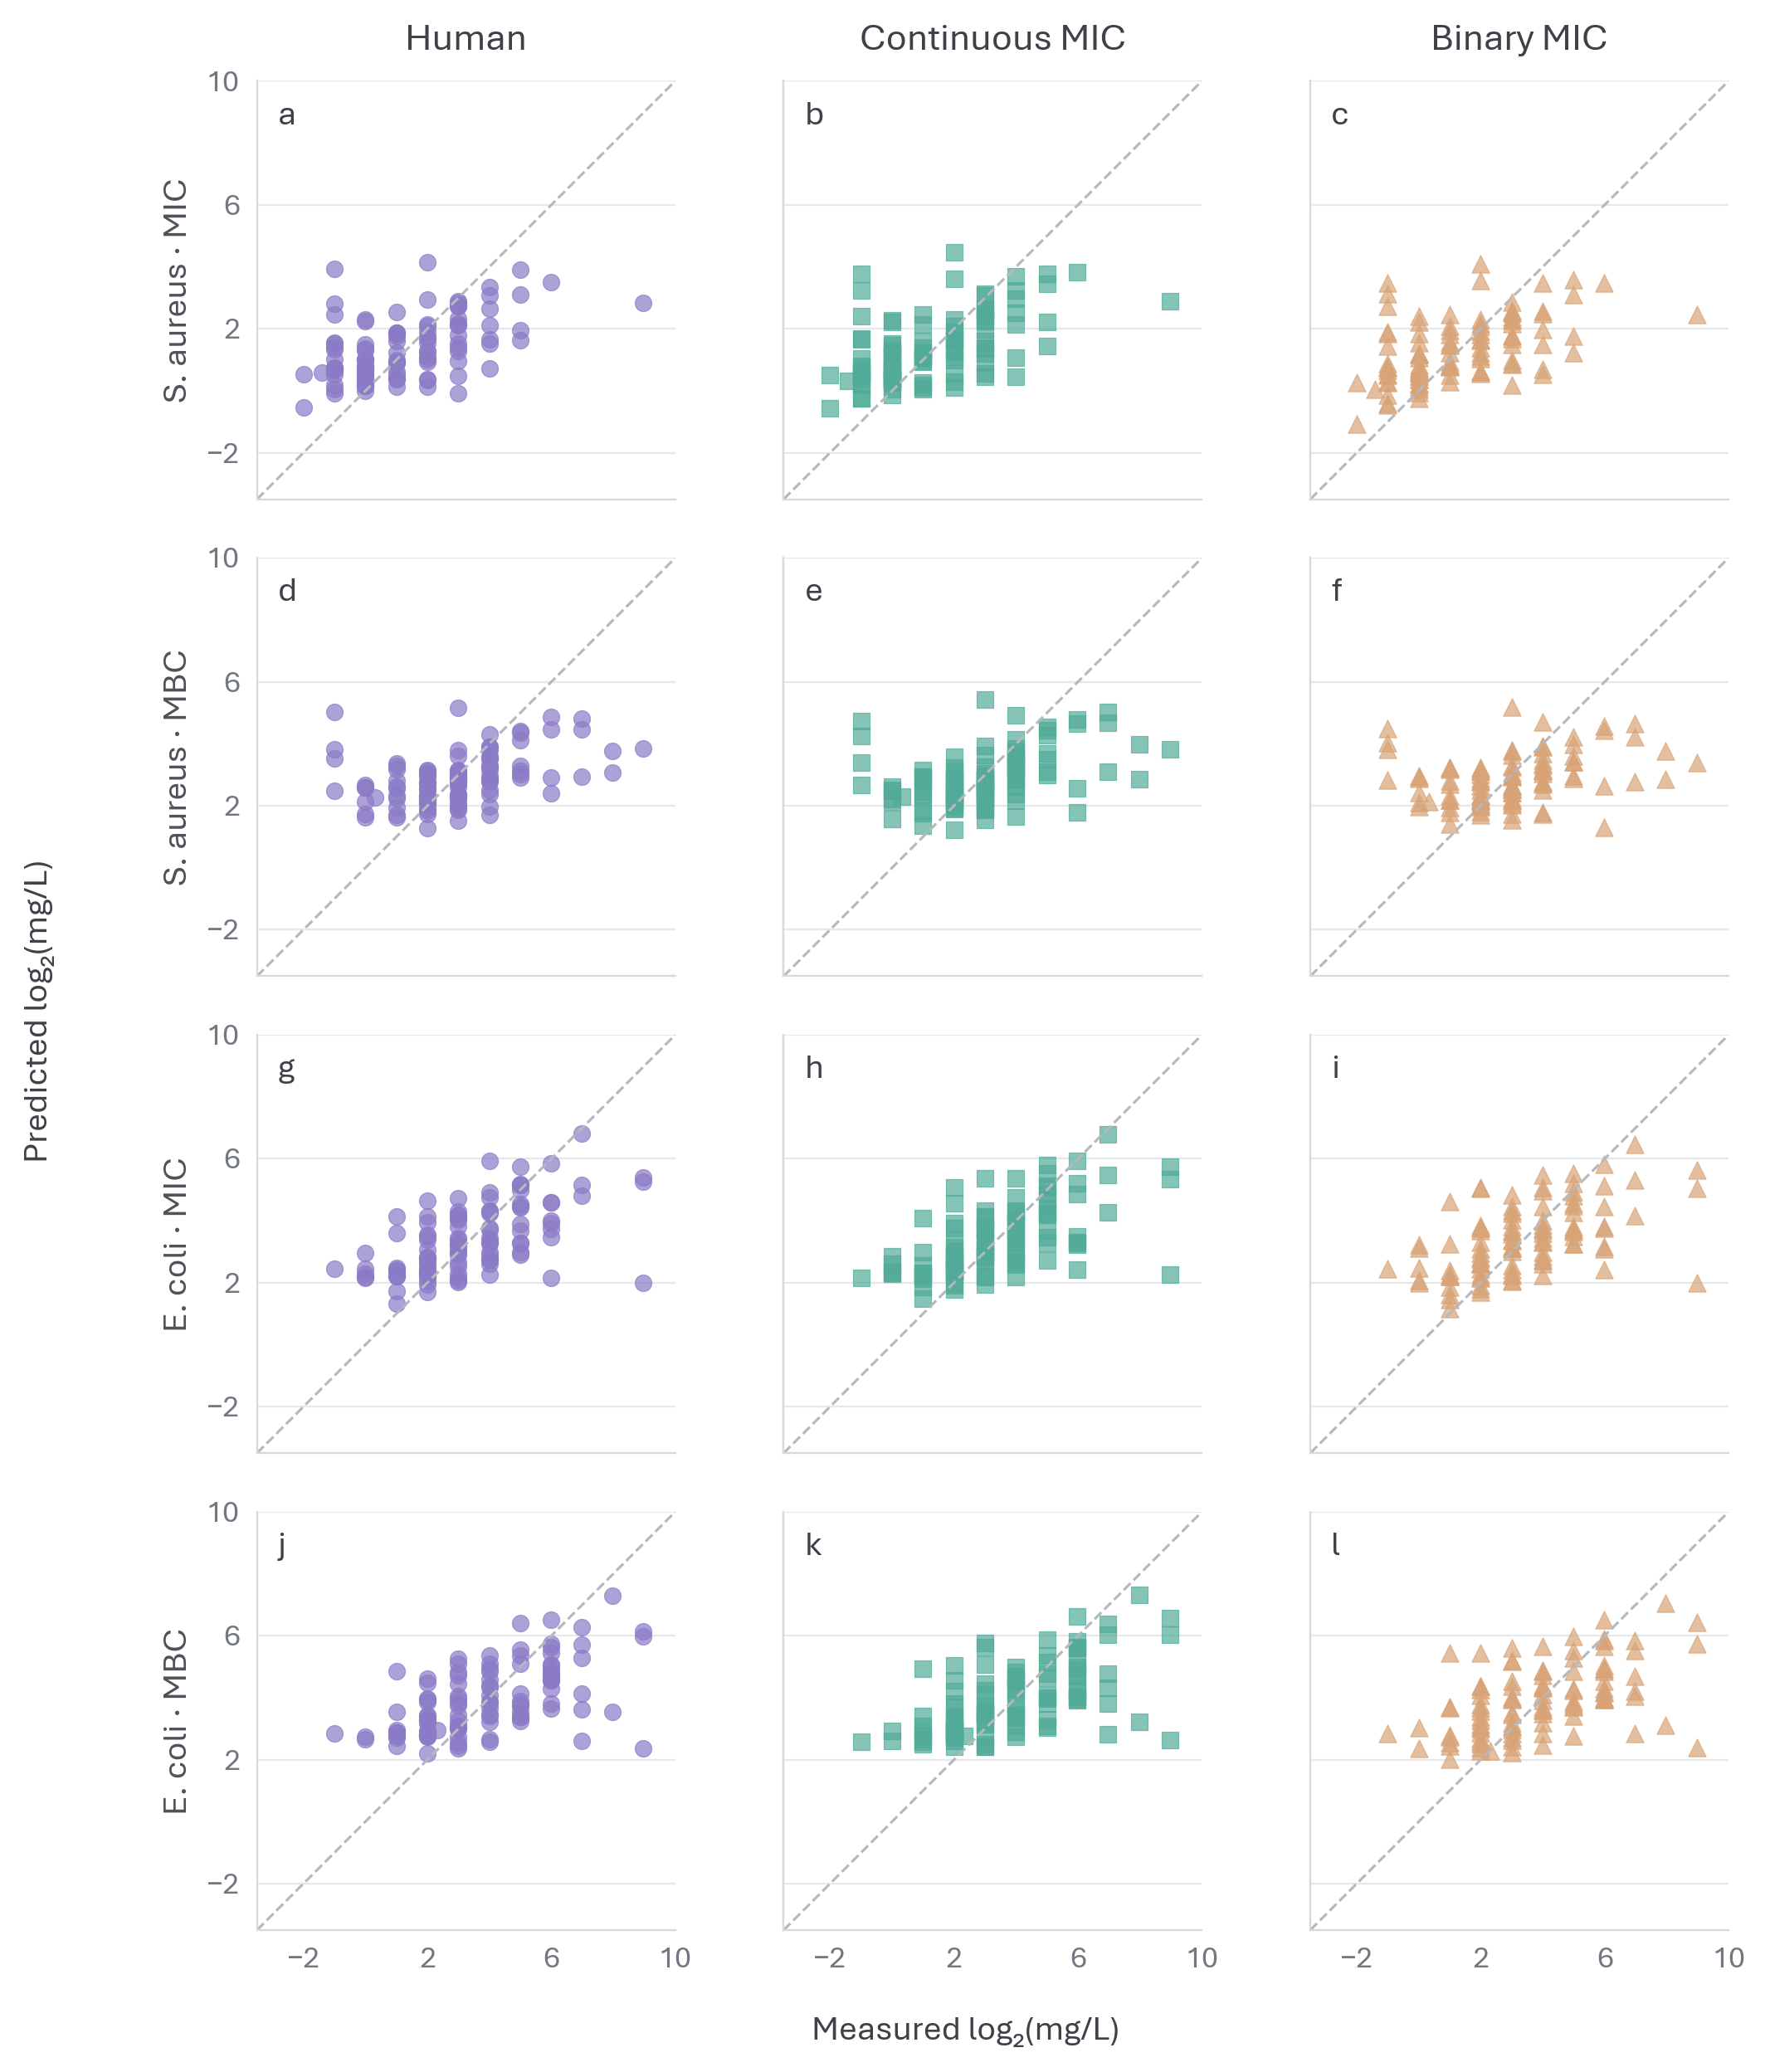 Human
Continuous MIC
Binary MIC
Predicted log₂(mg/L)
S. aureus · MIC
10
6
2
−2
a
b
c
S. aureus · MBC
10
6
2
−2
d
e
f
E. coli · MIC
10
6
2
−2
g
h
i
E. coli · MBC
10
6
2
−2
j
k
l
−2 2 6 10
−2 2 6 10
−2 2 6 10
Measured log₂(mg/L)